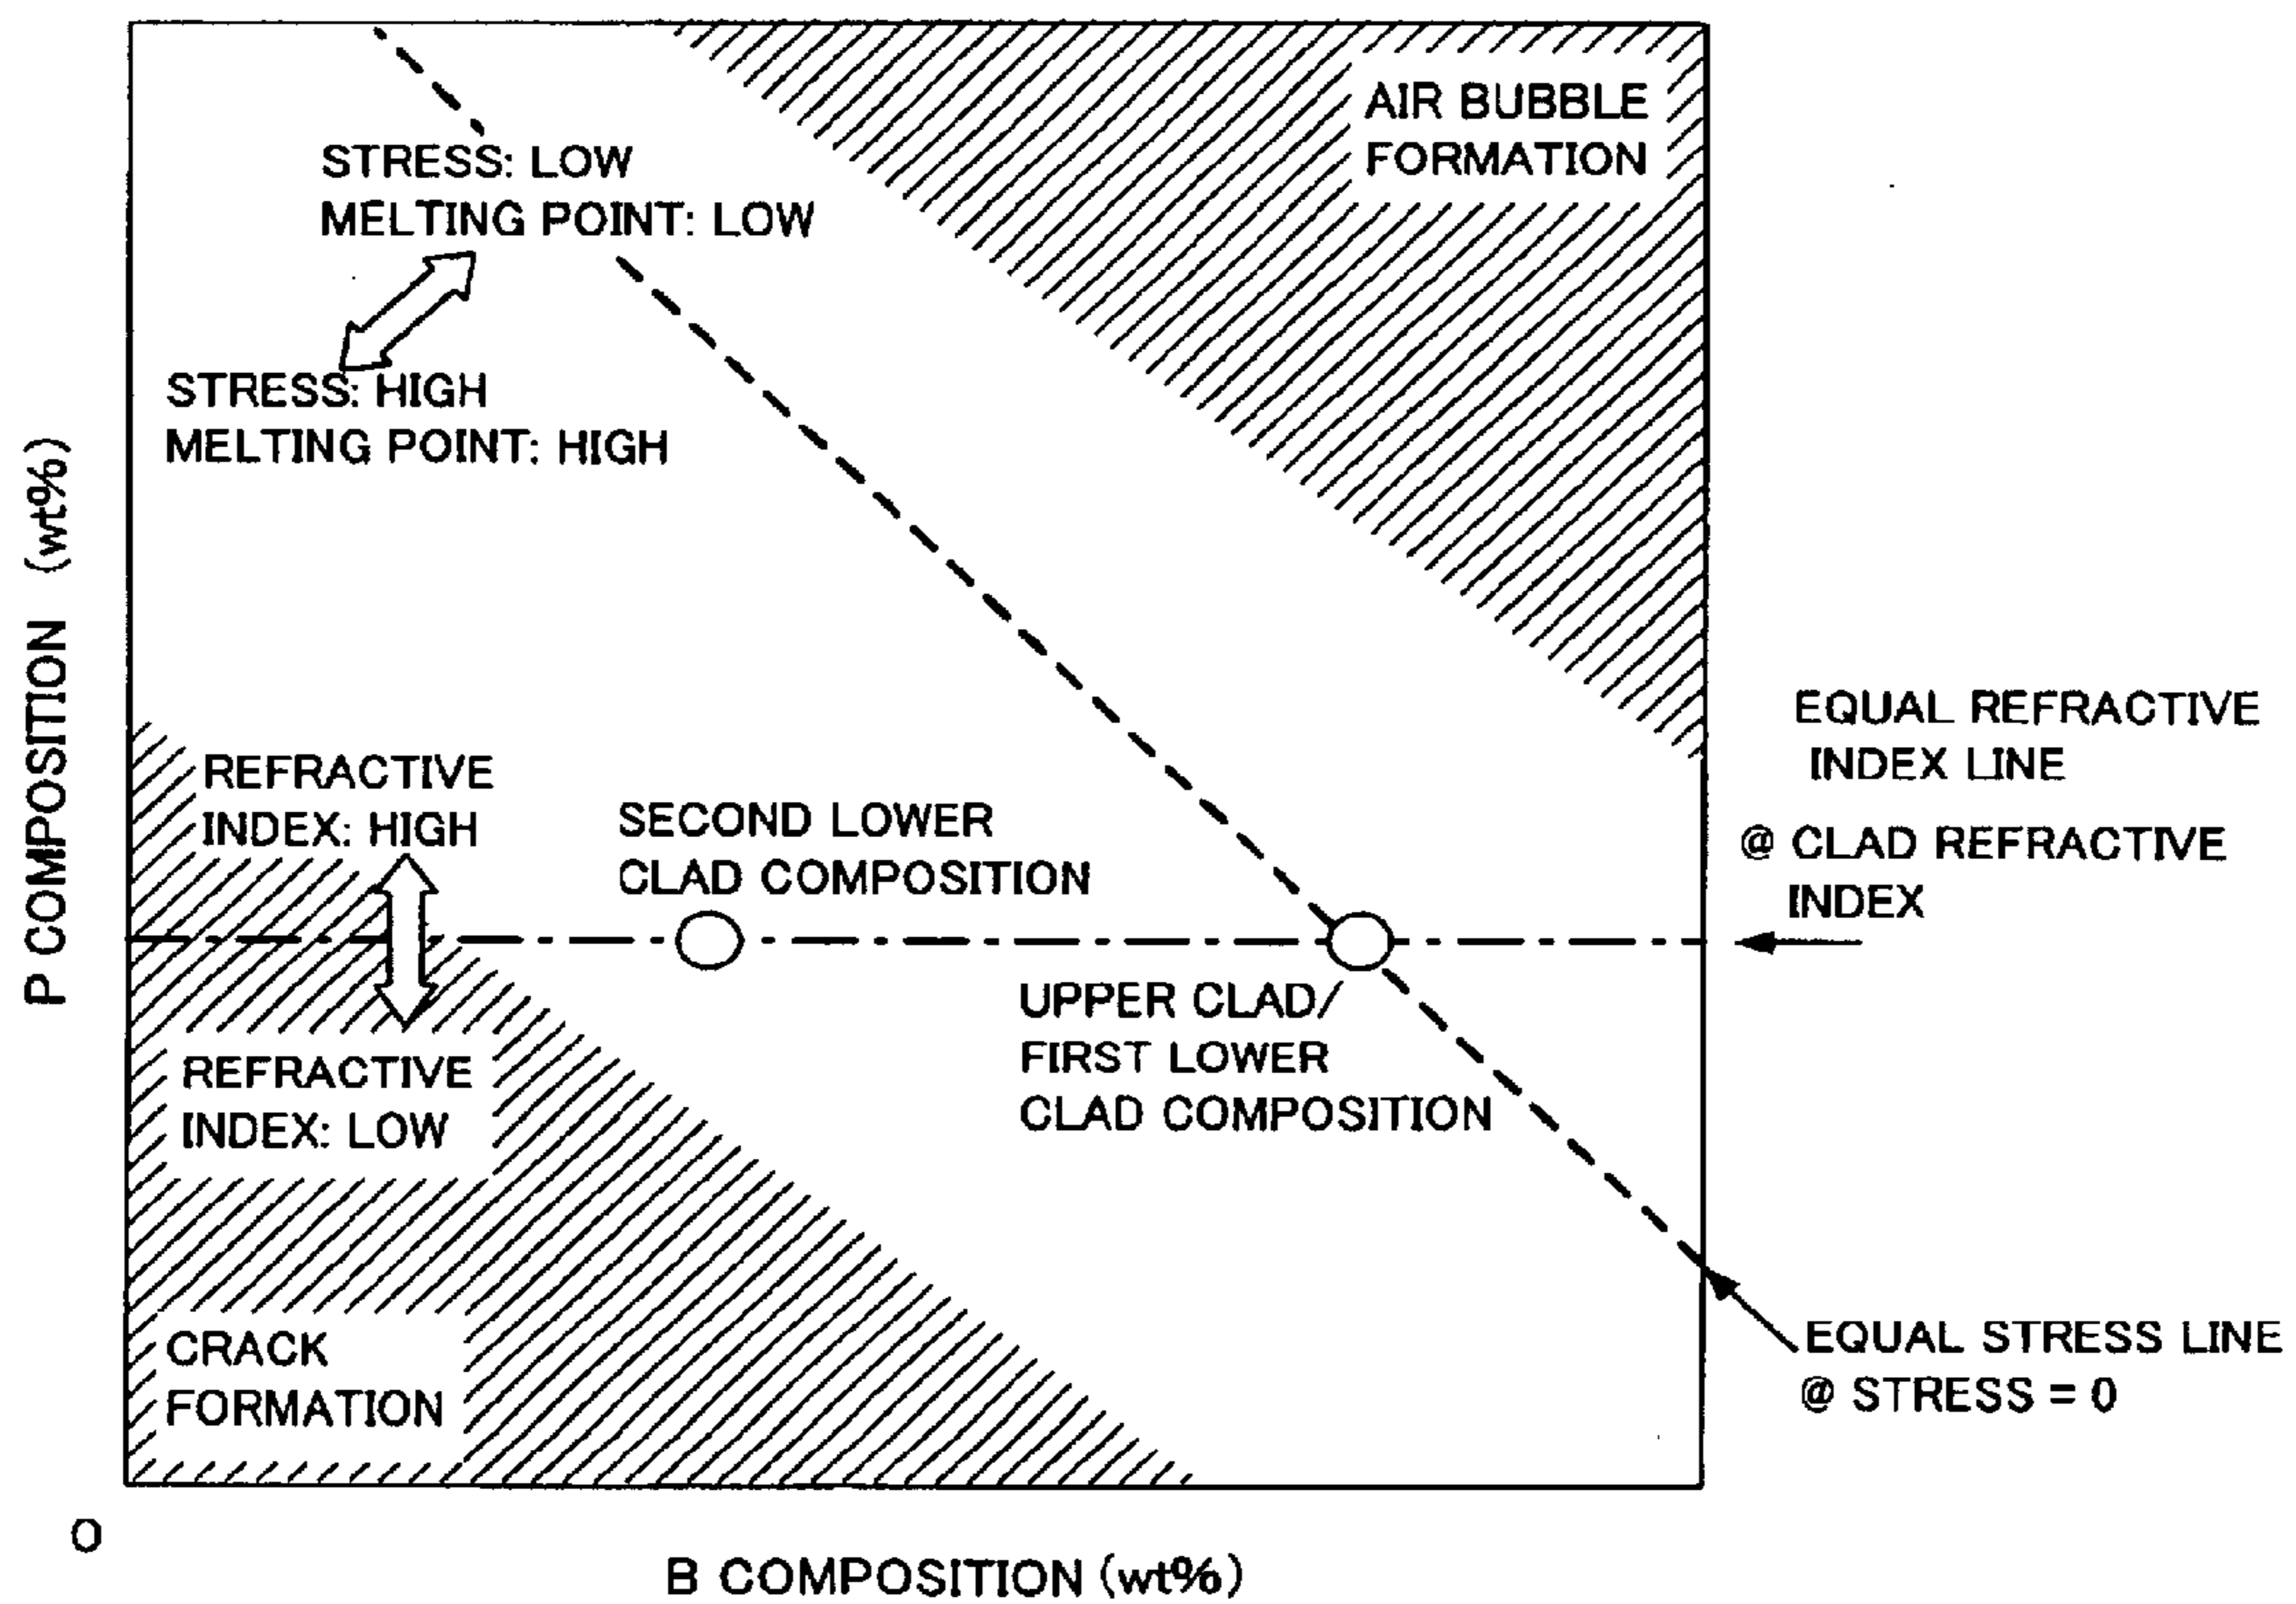 AIR BUBBLE
FORMATION
STRESS: LOW
MELTING POINT: LOW
STRESS: HIGH
MELTING POINT: HIGH
P COMPOSITION (wt%)
REFRACTIVE
INDEX: HIGH
SECOND LOWER
CLAD COMPOSITION
EQUAL REFRACTIVE
INDEX LINE
@ CLAD REFRACTIVE
INDEX
UPPER CLAD/
FIRST LOWER
CLAD COMPOSITION
REFRACTIVE
INDEX: LOW
CRACK
FORMATION
EQUAL STRESS LINE
@ STRESS = 0
O
B COMPOSITION (wt%)